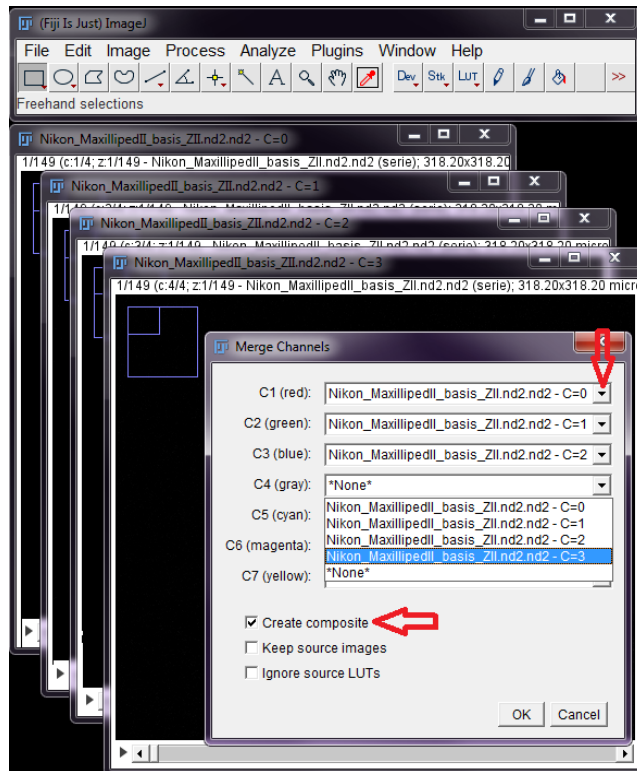 (Fiji Is Just) ImageJ
File Edit Image Process Analyze Plugins Window Help
A Dev Stk LUT >>
Freehand selections
Nikon_MaxillipedII_basis_ZII.nd2.nd2 - C=0
1/149 (c:1/4; z:1/149 - Nikon_MaxillipedII_basis_ZII.nd2.nd2 (serie); 318.20x318.20
Nikon_MaxillipedII_basis_ZII.nd2.nd2 - C=1
Nikon_MaxillipedII_basis_ZII.nd2.nd2 - C=2
Nikon_MaxillipedII_basis_ZII.nd2.nd2 - C=3
1/149 (c:4/4; z:1/149 - Nikon_MaxillipedII_basis_ZII.nd2.nd2 (serie); 318.20x318.20 micr
Merge Channels
C1 (red): Nikon_MaxillipedII_basis_ZII.nd2.nd2 - C=0
C2 (green): Nikon_MaxillipedII_basis_ZII.nd2.nd2 - C=1
C3 (blue): Nikon_MaxillipedII_basis_ZII.nd2.nd2 - C=2
C4 (gray): *None*
Nikon_MaxillipedII_basis_ZII.nd2.nd2 - C=0
C5 (cyan): Nikon_MaxillipedII_basis_ZII.nd2.nd2 - C=1
Nikon_MaxillipedII_basis_ZII.nd2.nd2 - C=2
C6 (magenta): Nikon_MaxillipedII_basis_ZII.nd2.nd2 - C=3
C7 (yellow): *None*
Create composite
Keep source images
Ignore source LUTs
OK Cancel